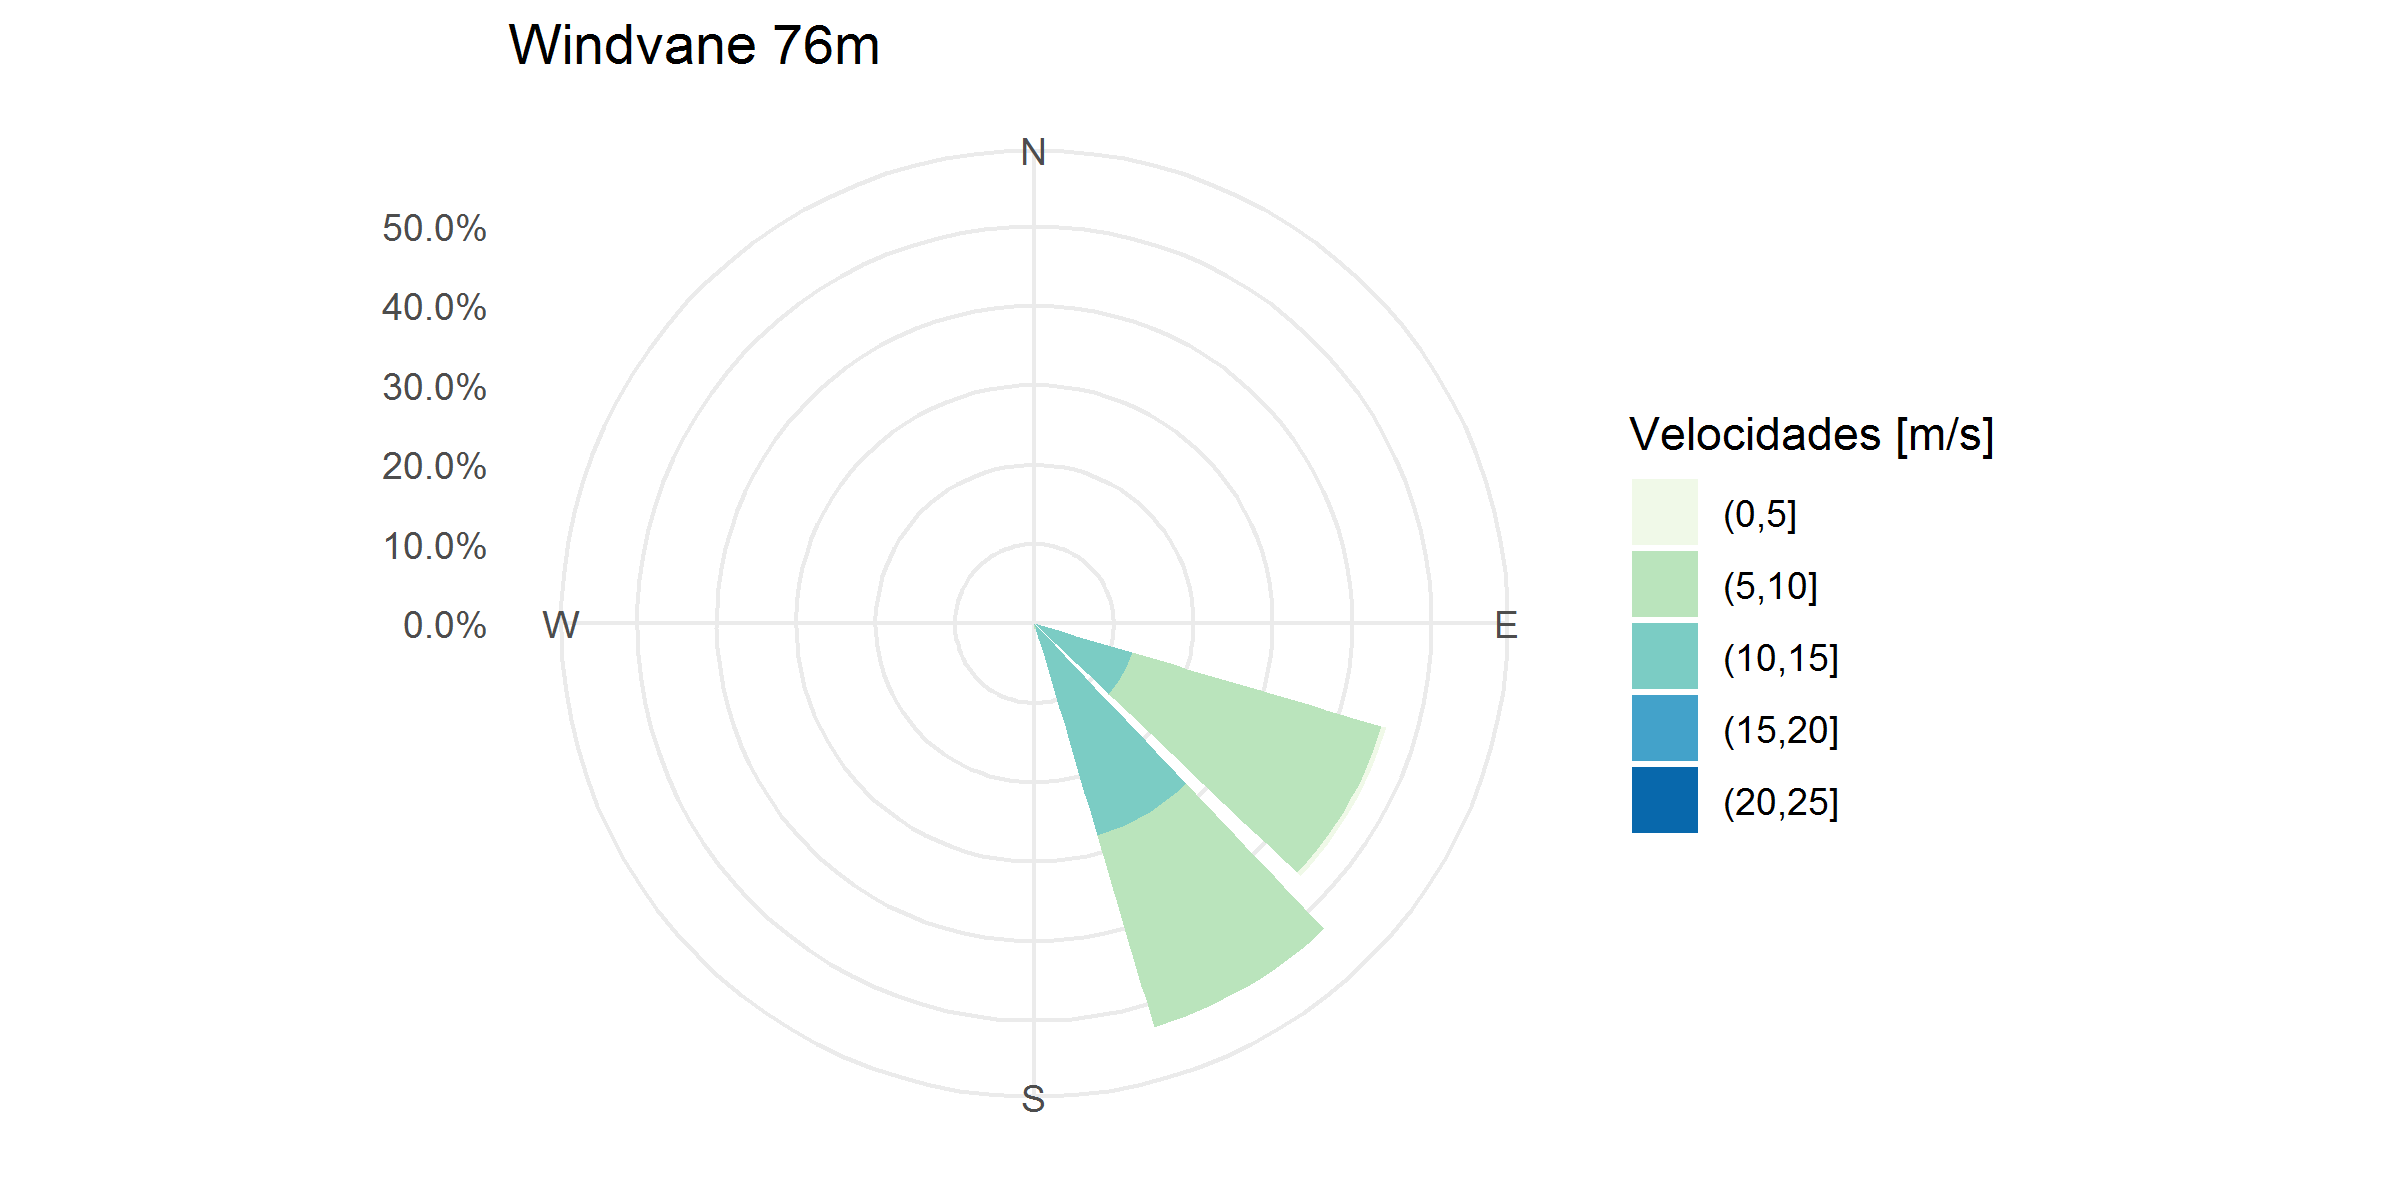 Windvane 76m
N
50.0%
40.0%
30.0%
20.0%
10.0%
0.0%
W
E
S
Velocidades [m/s]
(0,5]
(5,10]
(10,15]
(15,20]
(20,25]